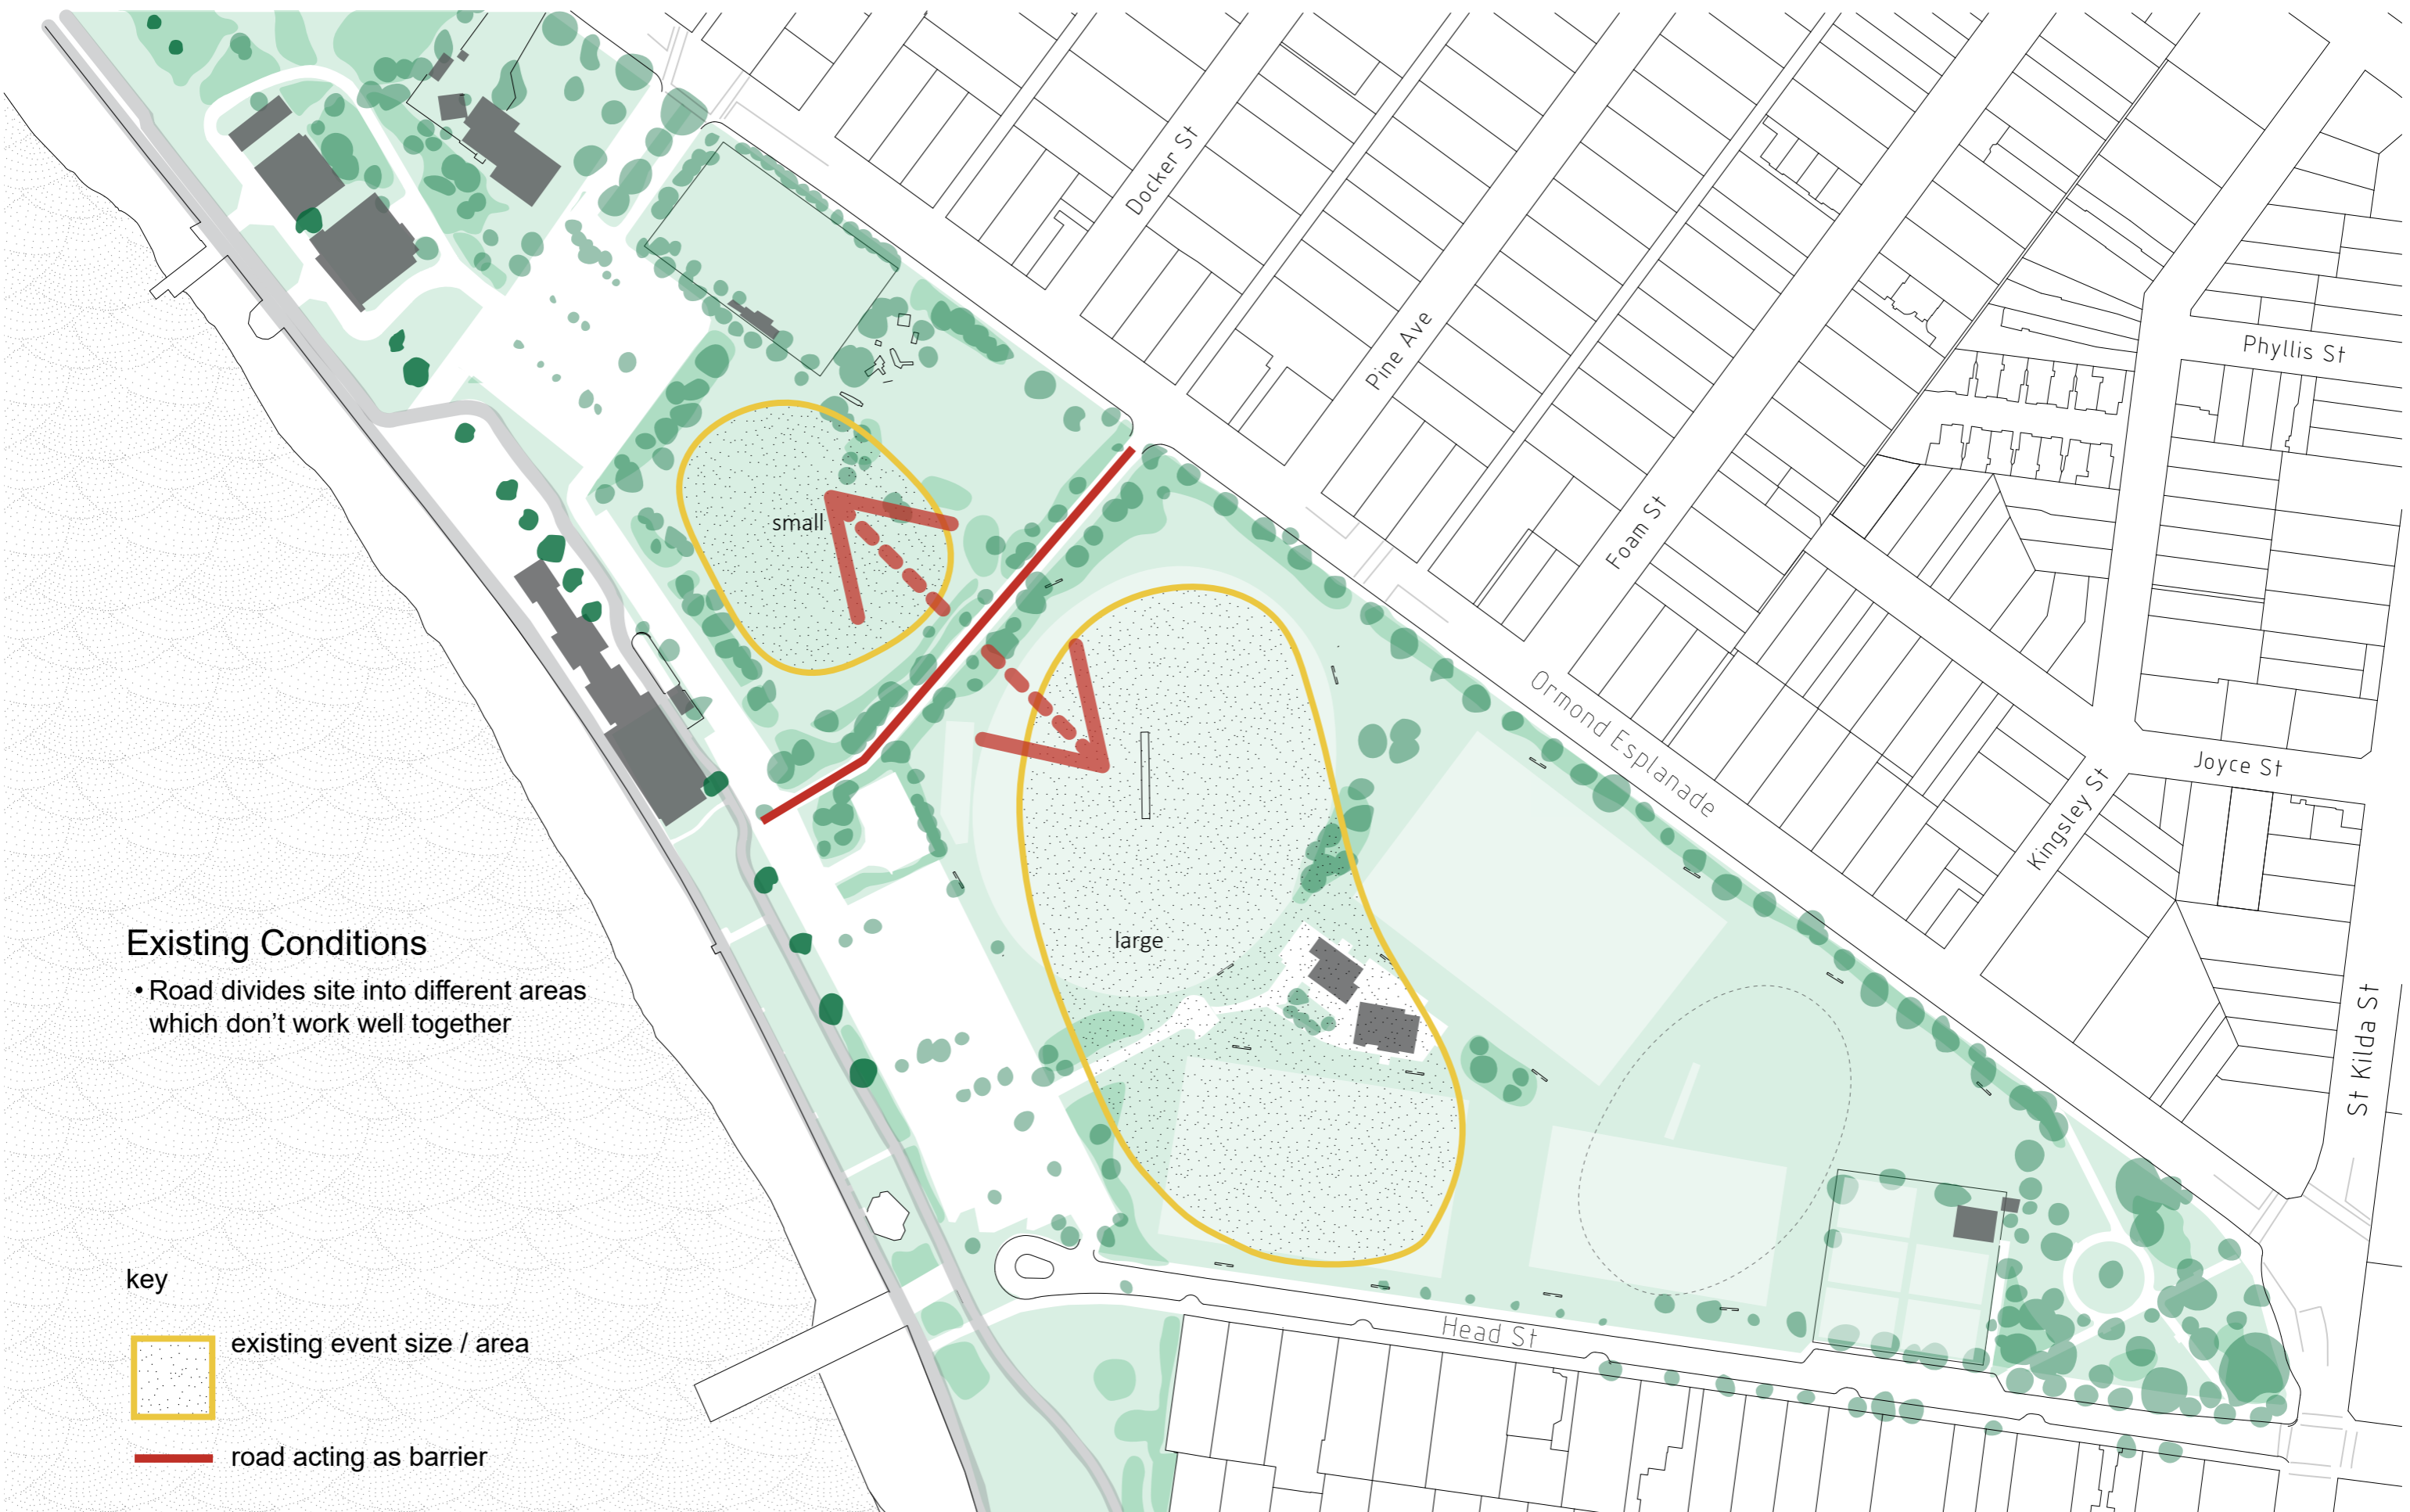 Docker St
Pine Ave
Phyllis St
small
Foam St
Ormond Esplanade
Joyce St
Kingsley St
large
Existing Conditions
• Road divides site into different areas
which don't work well together
St Kilda St
key
Head St
existing event size / area
road acting as barrier